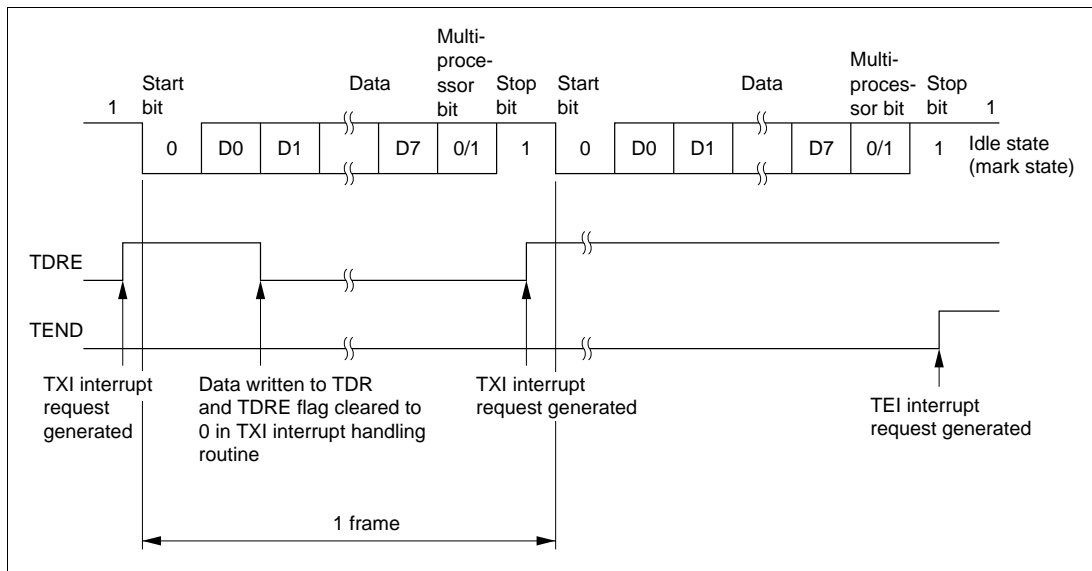 Multi-
proce-
ssor
bit
Start
bit
Data
Stop
bit
Start
bit
Data
Multi-
proces-
sor bit
Stop
bit
1
1
0
D0
D1
D7
0/1
1
0
D0
D1
D7
0/1
1
Idle state
(mark state)
TDRE
TEND
TXI interrupt
request
generated
Data written to TDR
and TDRE flag cleared to
0 in TXI interrupt handling
routine
TXI interrupt
request generated
TEI interrupt
request generated
1 frame